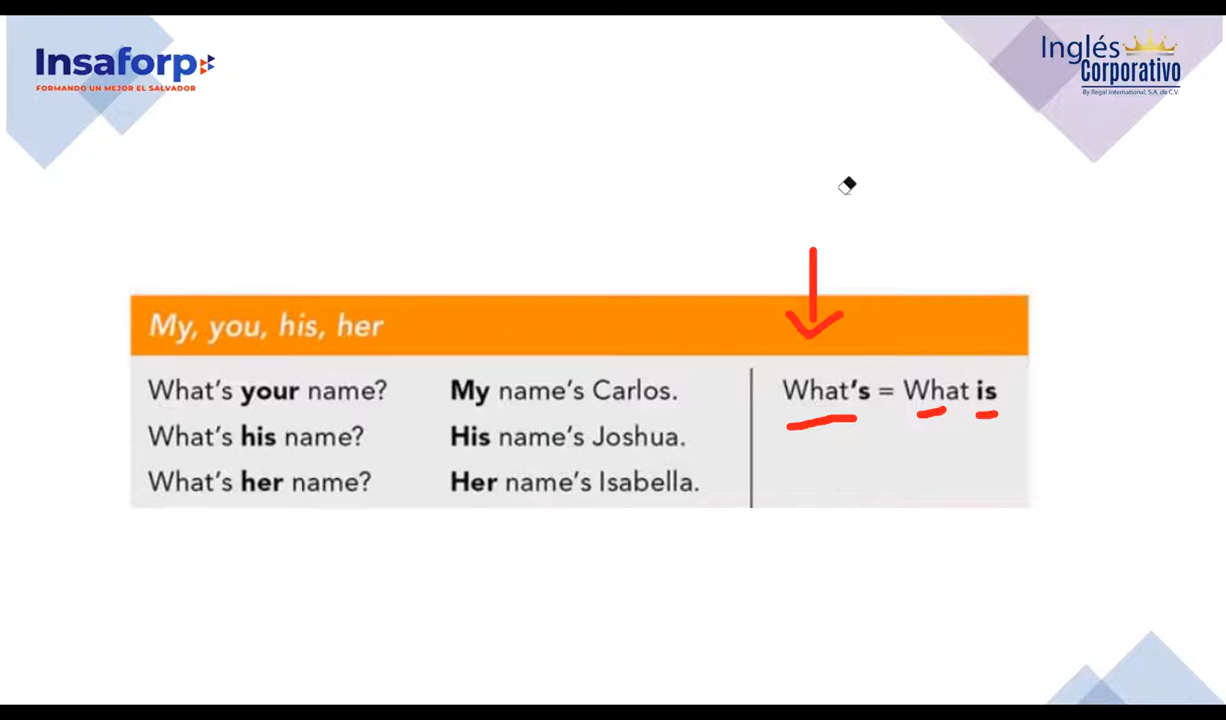 Insaforp
FORMANDO UN MEJOR EL SALVADOR
Inglés
Corporativo
By Regal International, S.A. de C.V.
My, you, his, her
What's your name? My name's Carlos. What's = What is
What's his name? His name's Joshua.
What's her name? Her name's Isabella.